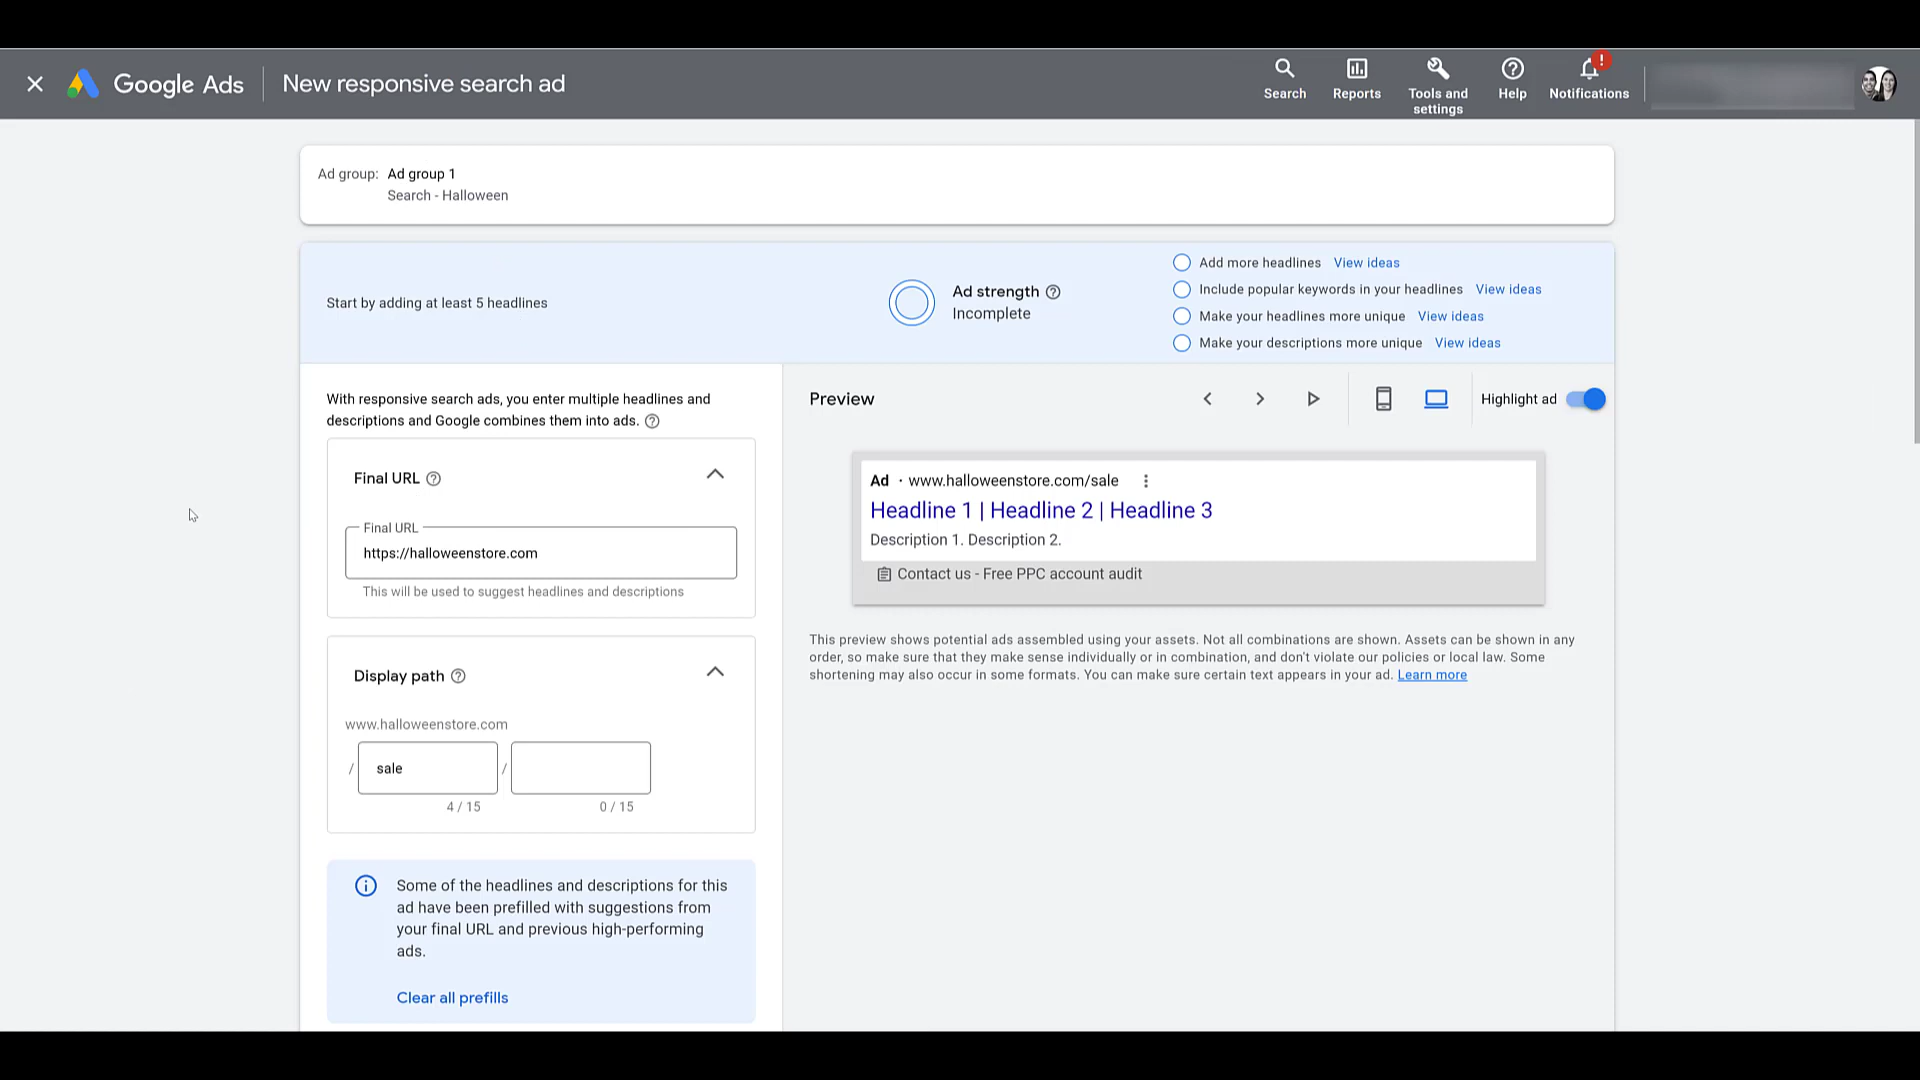 Google Ads
New responsive search ad
Search
Reports
Tools and
settings
Help
!
Notifications
Ad group: Ad group 1
Search - Halloween
Start by adding at least 5 headlines
Ad strength
Incomplete
Add more headlines View ideas
Include popular keywords in your headlines View ideas
Make your headlines more unique View ideas
Make your descriptions more unique View ideas
With responsive search ads, you enter multiple headlines and
descriptions and Google combines them into ads.
Final URL
Final URL
https://halloweenstore.com
This will be used to suggest headlines and descriptions
Display path
www.halloweenstore.com
/ sale /
4 / 15 0 / 15
Some of the headlines and descriptions for this
ad have been prefilled with suggestions from
your final URL and previous high-performing
ads.
Clear all prefills
Preview
Highlight ad
Ad · www.halloweenstore.com/sale
Headline 1 | Headline 2 | Headline 3
Description 1. Description 2.
Contact us - Free PPC account audit
This preview shows potential ads assembled using your assets. Not all combinations are shown. Assets can be shown in any
order, so make sure that they make sense individually or in combination, and don't violate our policies or local law. Some
shortening may also occur in some formats. You can make sure certain text appears in your ad. Learn more